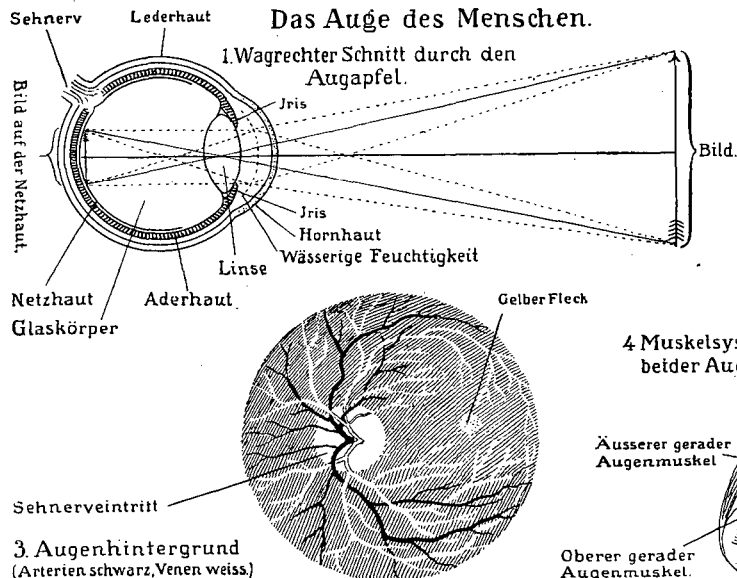 Das Auge des Menschen.
Sehnerv
Lederhaut
1. Wagrechter Schnitt durch den
Augapfel.
Jris
Bild auf der Netzhaut.
Bild.
Jris
Hornhaut
Wässerige Feuchtigkeit
Linse
Netzhaut
Aderhaut
Glaskörper
Gelber Fleck
4 Muskelsys
beider Aug
Äusserer gerader
Augenmuskel
Sehnerveintritt
3. Augenhintergrund
(Arterien schwarz, Venen weiss.)
Oberer gerader
Augenmuskel.